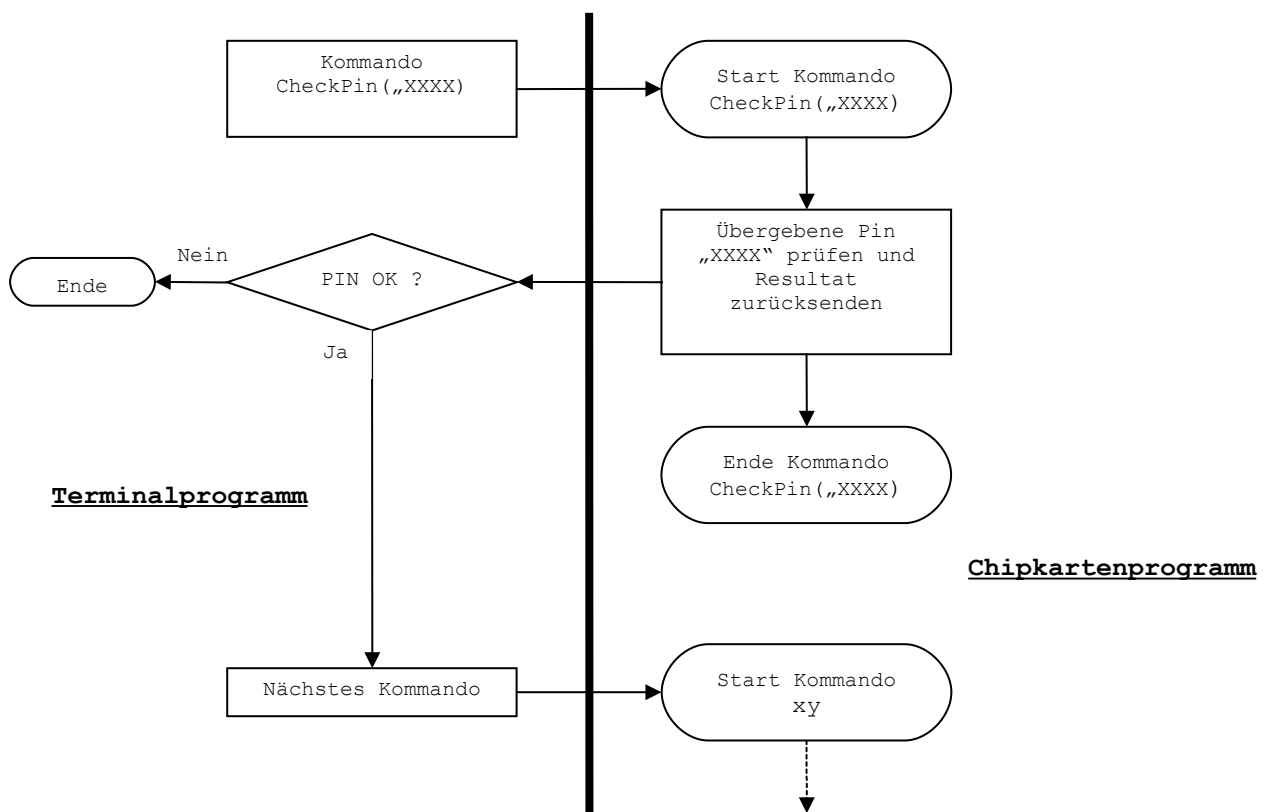 Kommando
CheckPin(„XXXX)
Start Kommando
CheckPin(„XXXX)
Übergebene Pin
„XXXX“ prüfen und
Resultat
zurücksenden
Nein
PIN OK ?
Ende
Ja
Ende Kommando
CheckPin(„XXXX)
Terminalprogramm
Chipkartenprogramm
Nächstes Kommando
Start Kommando
xy